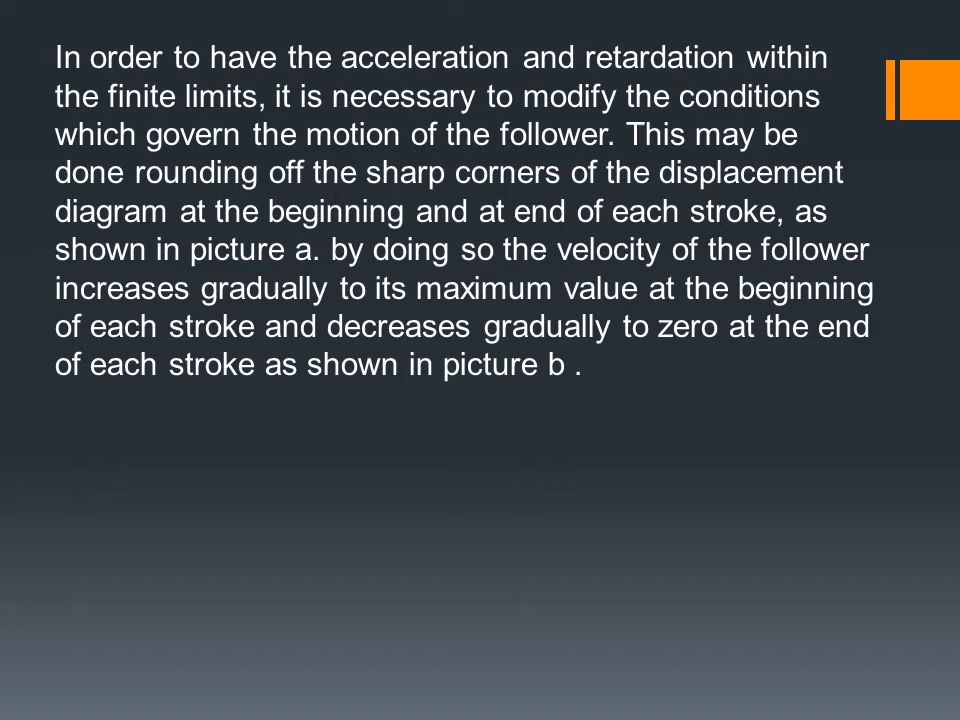 In order to have the acceleration and retardation within
the finite limits, it is necessary to modify the conditions
which govern the motion of the follower. This may be
done rounding off the sharp corners of the displacement
diagram at the beginning and at end of each stroke, as
shown in picture a. by doing so the velocity of the follower
increases gradually to its maximum value at the beginning
of each stroke and decreases gradually to zero at the end
of each stroke as shown in picture b .